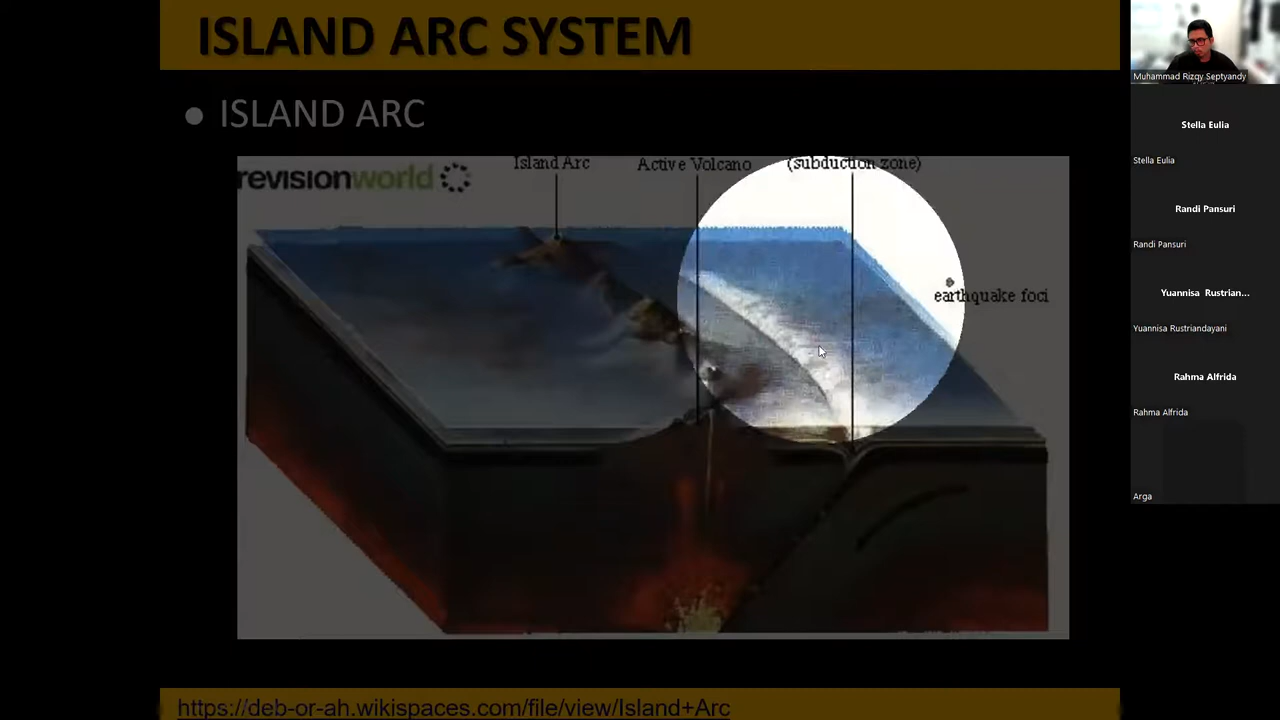 ISLAND ARC SYSTEM
● ISLAND ARC
revisionworld
Island Arc
Active Volcano
(subduction zone)
earthquake foci
https://deb-or-ah.wikispaces.com/file/view/Island+Arc
Muhammad Rizqy Septyandy
Stella Eulia
Stella Eulia
Randi Pansuri
Randi Pansuri
Yuannisa Rustrian...
Yuannisa Rustriandayani
Rahma Alfrida
Rahma Alfrida
Arga